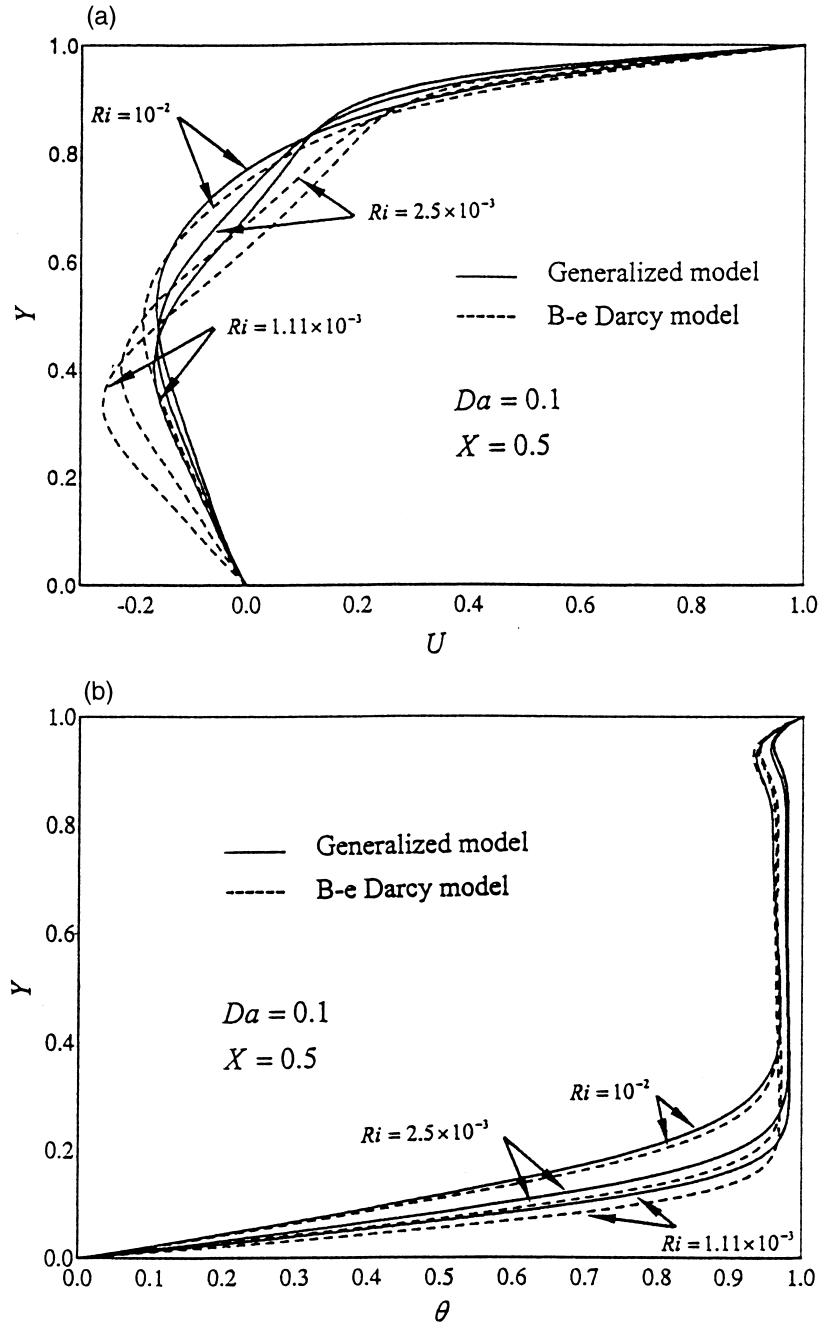 (a)
1.0
0.8
0.6
0.4
0.2
0.0
Y
Ri = 10⁻²
Ri = 2.5×10⁻³
Ri = 1.11×10⁻³
Generalized model
B-e Darcy model
Da = 0.1
X = 0.5
-0.2 0.0 0.2 0.4 0.6 0.8 1.0
U
(b)
1.0
0.8
0.6
0.4
0.2
0.0
Y
Generalized model
B-e Darcy model
Da = 0.1
X = 0.5
Ri = 10⁻²
Ri = 2.5×10⁻³
Ri = 1.11×10⁻³
0.0 0.1 0.2 0.3 0.4 0.5 0.6 0.7 0.8 0.9 1.0
θ